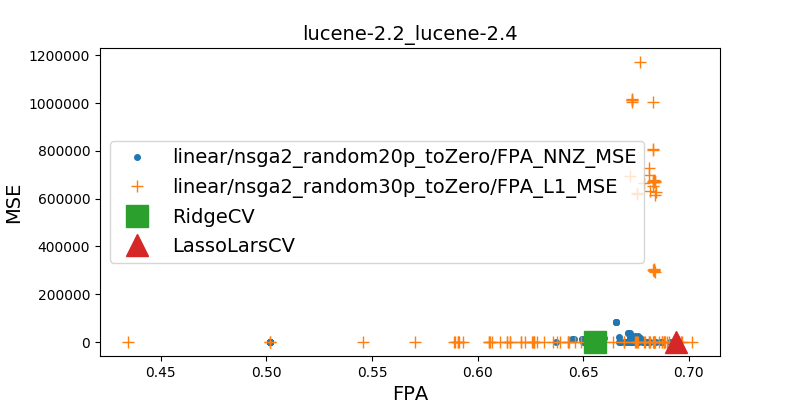 lucene-2.2_lucene-2.4
1200000
1000000
800000
600000
400000
200000
0
MSE
linear/nsga2_random20p_toZero/FPA_NNZ_MSE
linear/nsga2_random30p_toZero/FPA_L1_MSE
RidgeCV
LassoLarsCV
0.45 0.50 0.55 0.60 0.65 0.70
FPA